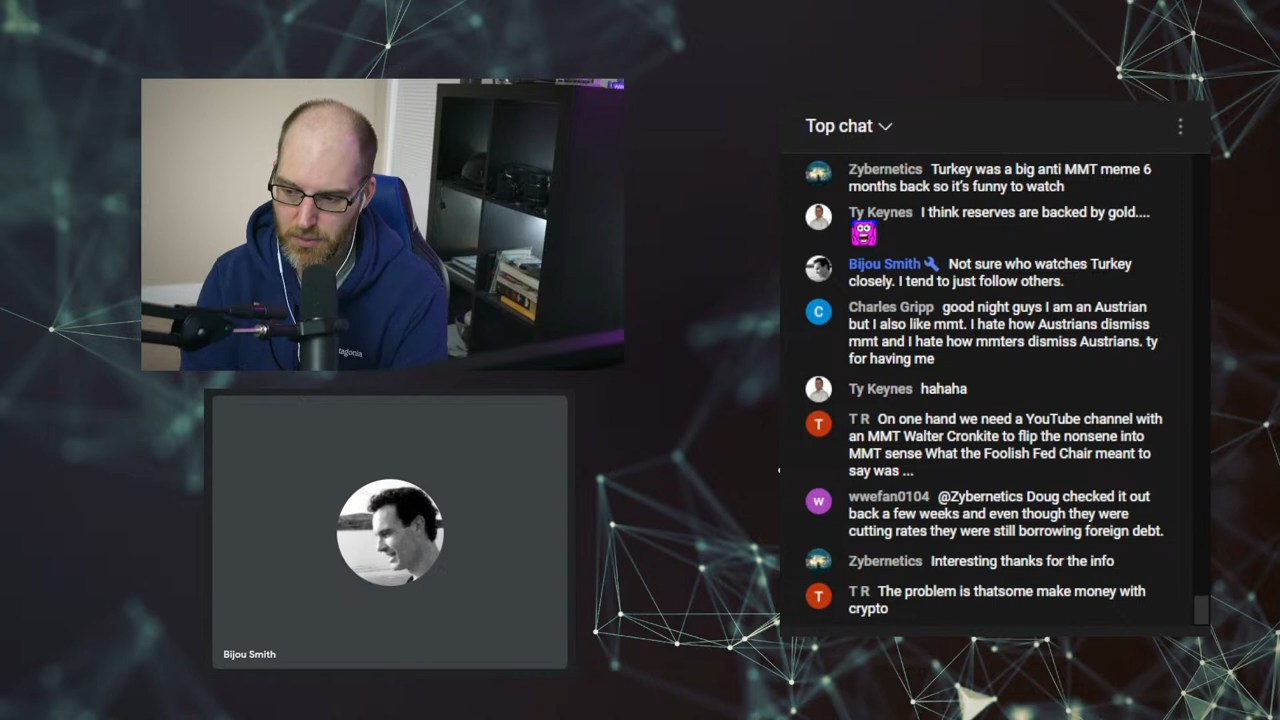 Top chat
Zybernetics Turkey was a big anti MMT meme 6
months back so it's funny to watch
Ty Keynes I think reserves are backed by gold....
Bijou Smith Not sure who watches Turkey
closely. I tend to just follow others.
C
Charles Gripp good night guys I am an Austrian
but I also like mmt. I hate how Austrians dismiss
mmt and I hate how mmters dismiss Austrians. ty
for having me
Ty Keynes hahaha
T
T R On one hand we need a YouTube channel with
an MMT Walter Cronkite to flip the nonsene into
MMT sense What the Foolish Fed Chair meant to
say was ...
w
wwefan0104 @Zybernetics Doug checked it out
back a few weeks and even though they were
cutting rates they were still borrowing foreign debt.
Zybernetics Interesting thanks for the info
T
T R The problem is thatsome make money with
crypto
tagonia
Bijou Smith